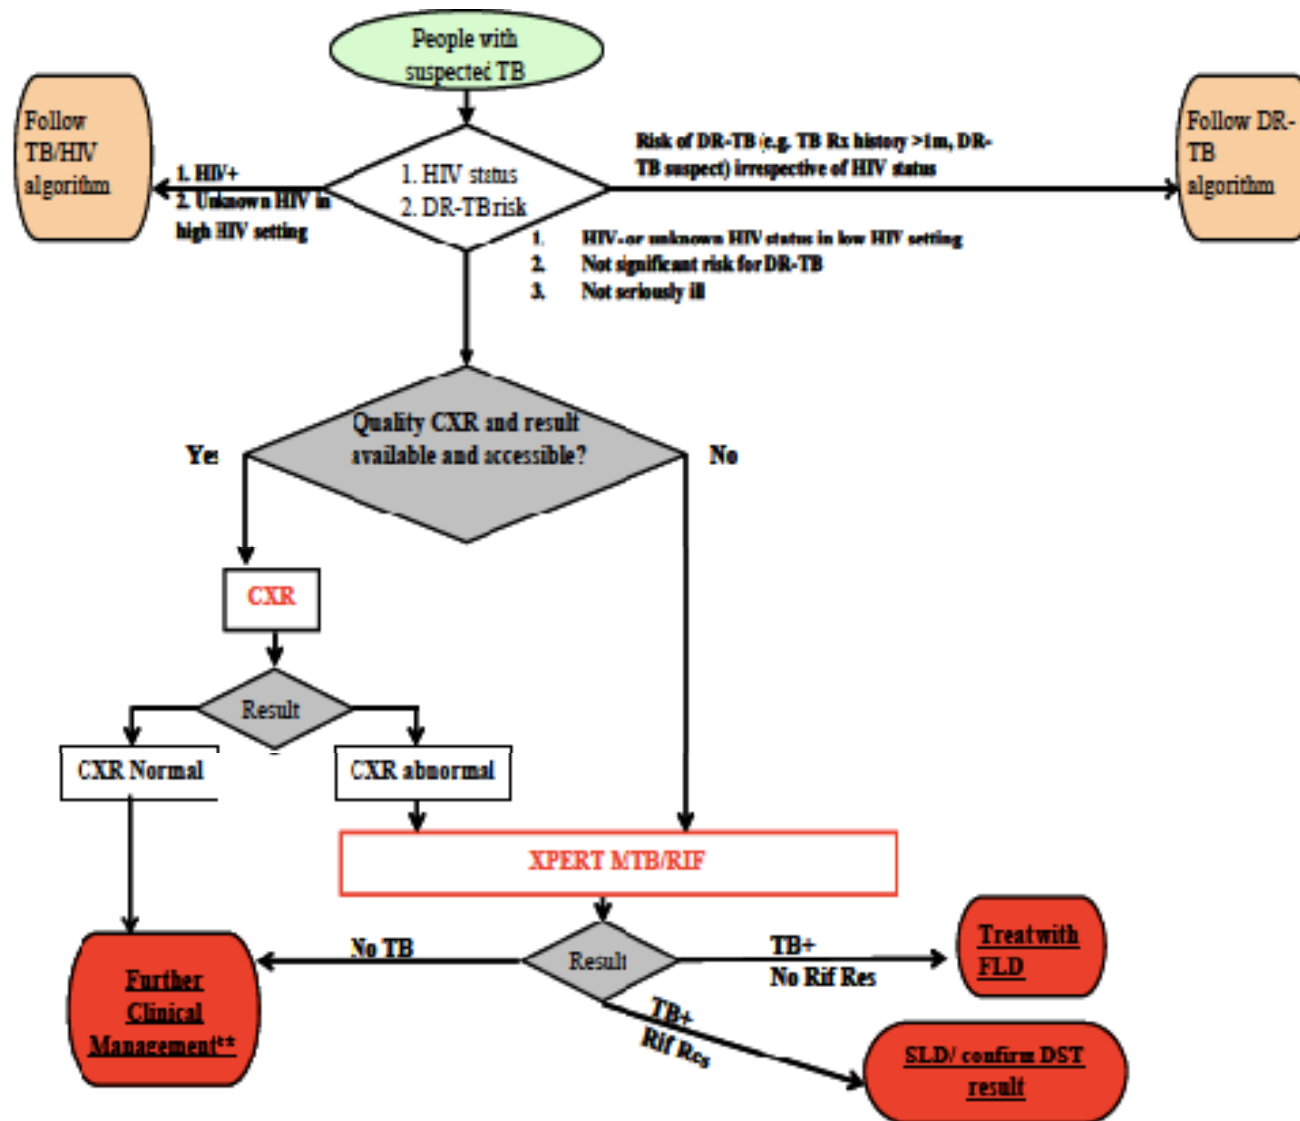 People with
suspected TB
Follow
TB/HIV
algorithm
1. HIV+
2. Unknown HIV in
high HIV setting
1. HIV status
2. DR-TB risk
Risk of DR-TB (e.g. TB Rx history >1m, DR-
TB suspect) irrespective of HIV status
Follow DR-
TB
algorithm
1. HIV- or unknown HIV status in low HIV setting
2. Not significant risk for DR-TB
3. Not seriously ill
Quality CXR and result
available and accessible?
Yes
No
CXR
Result
CXR Normal
CXR abnormal
XPERT MTB/RIF
Result
No TB
TB+
No Rif Res
TB+
Rif Res
Further
Clinical
Management**
Treat with
FLD
SLD/ confirm DST
result